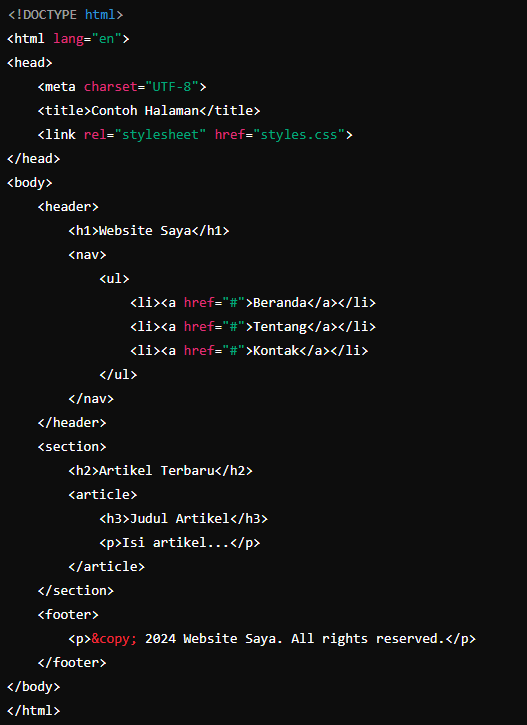 <!DOCTYPE html>
<html lang="en">
<head>
    <meta charset="UTF-8">
    <title>Contoh Halaman</title>
    <link rel="stylesheet" href="styles.css">
</head>
<body>
    <header>
        <h1>Website Saya</h1>
        <nav>
            <ul>
                <li><a href="#">Beranda</a></li>
                <li><a href="#">Tentang</a></li>
                <li><a href="#">Kontak</a></li>
            </ul>
        </nav>
    </header>
    <section>
        <h2>Artikel Terbaru</h2>
        <article>
            <h3>Judul Artikel</h3>
            <p>Isi artikel...</p>
        </article>
    </section>
    <footer>
        <p>&copy; 2024 Website Saya. All rights reserved.</p>
    </footer>
</body>
</html>